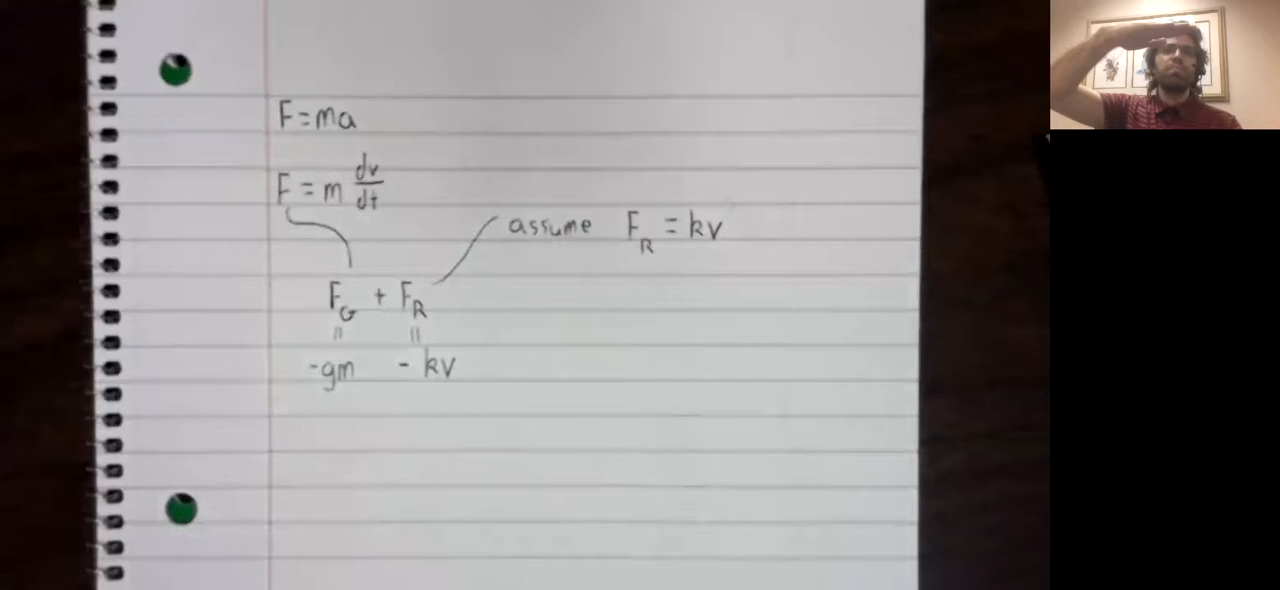 F = ma
F = m dv/dt
assume F_R = kv
F_G + F_R
= =
-gm - kv